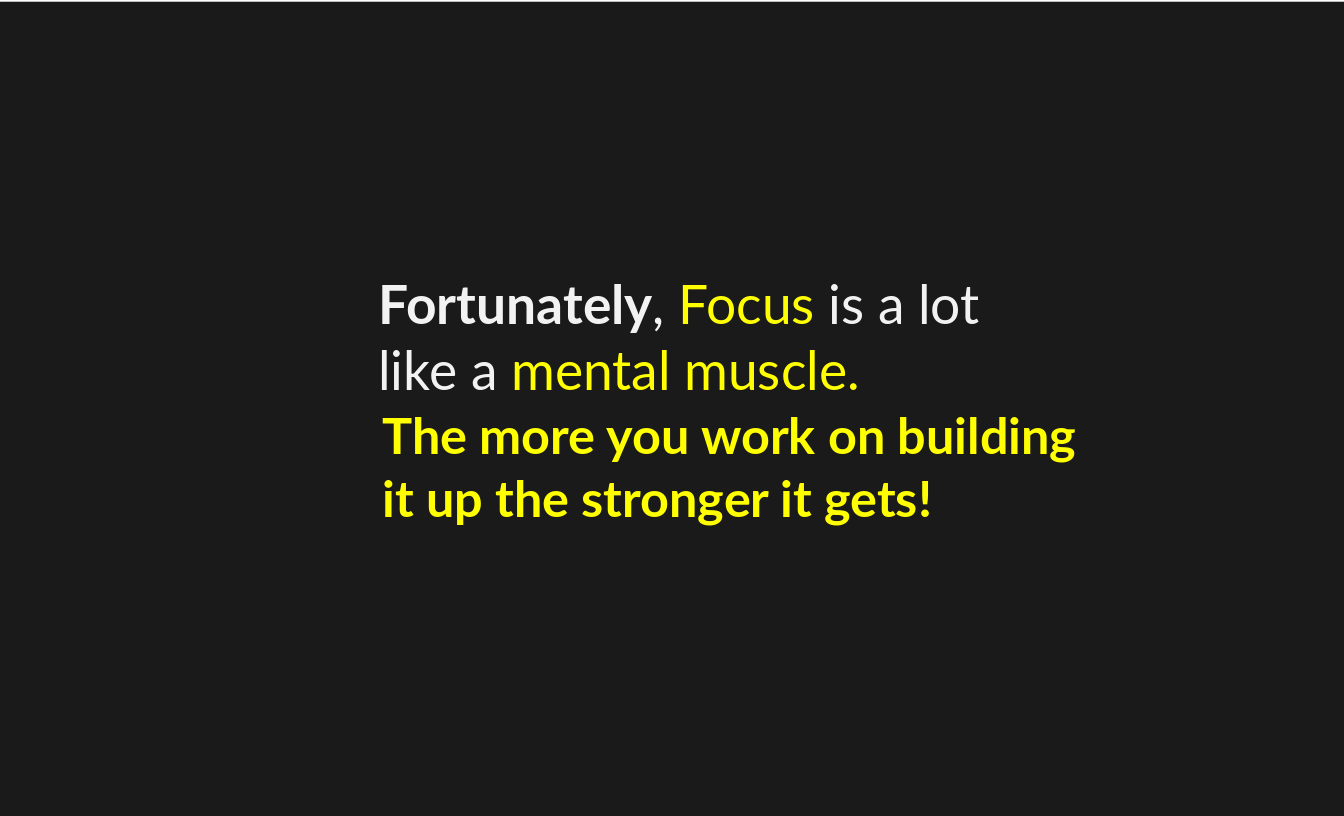 Fortunately, Focus is a lot
like a mental muscle.
The more you work on building
it up the stronger it gets!